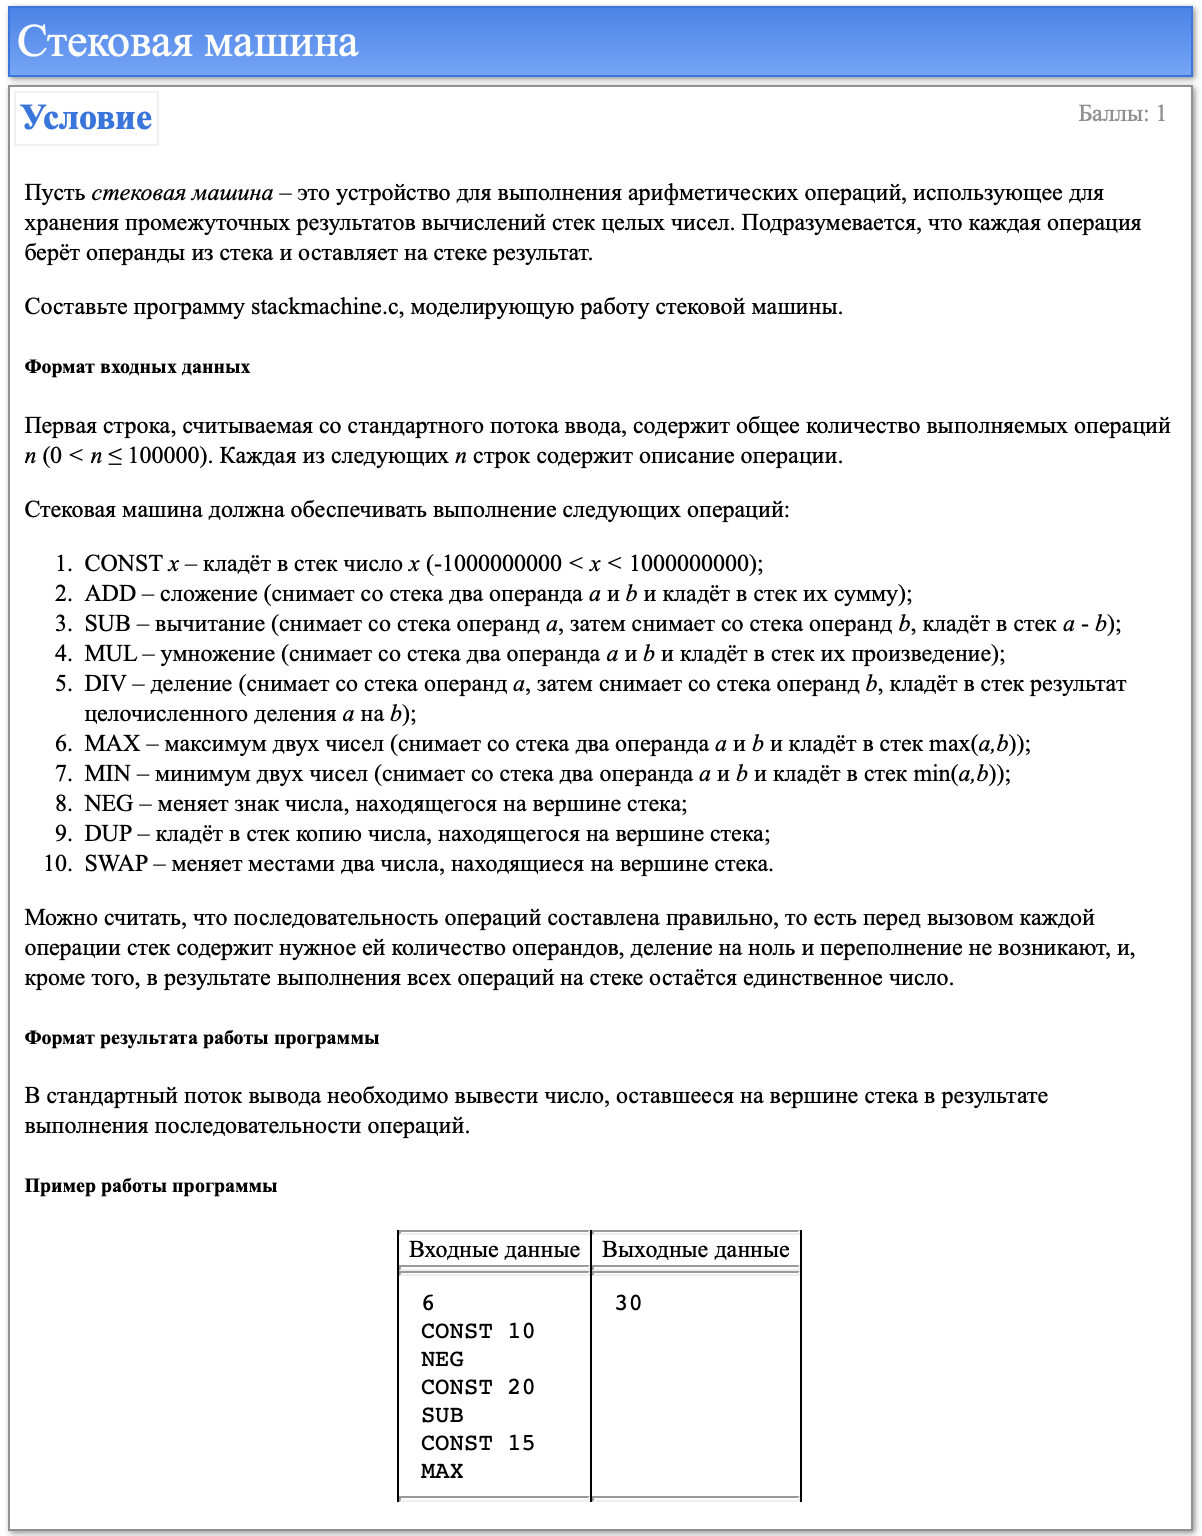 Стековая машина
Условие
Баллы: 1
Пусть стековая машина – это устройство для выполнения арифметических операций, использующее для
хранения промежуточных результатов вычислений стек целых чисел. Подразумевается, что каждая операция
берёт операнды из стека и оставляет на стеке результат.
Составьте программу stackmachine.c, моделирующую работу стековой машины.
Формат входных данных
Первая строка, считываемая со стандартного потока ввода, содержит общее количество выполняемых операций
n (0 < n ≤ 100000). Каждая из следующих n строк содержит описание операции.
Стековая машина должна обеспечивать выполнение следующих операций:
1. CONST x – кладёт в стек число x (-1000000000 < x < 1000000000);
2. ADD – сложение (снимает со стека два операнда a и b и кладёт в стек их сумму);
3. SUB – вычитание (снимает со стека операнд a, затем снимает со стека операнд b, кладёт в стек a - b);
4. MUL – умножение (снимает со стека два операнда a и b и кладёт в стек их произведение);
5. DIV – деление (снимает со стека операнд a, затем снимает со стека операнд b, кладёт в стек результат
целочисленного деления a на b);
6. MAX – максимум двух чисел (снимает со стека два операнда a и b и кладёт в стек max(a,b));
7. MIN – минимум двух чисел (снимает со стека два операнда a и b и кладёт в стек min(a,b));
8. NEG – меняет знак числа, находящегося на вершине стека;
9. DUP – кладёт в стек копию числа, находящегося на вершине стека;
10. SWAP – меняет местами два числа, находящиеся на вершине стека.
Можно считать, что последовательность операций составлена правильно, то есть перед вызовом каждой
операции стек содержит нужное ей количество операндов, деление на ноль и переполнение не возникают, и,
кроме того, в результате выполнения всех операций на стеке остаётся единственное число.
Формат результата работы программы
В стандартный поток вывода необходимо вывести число, оставшееся на вершине стека в результате
выполнения последовательности операций.
Пример работы программы
Входные данные Выходные данные
6 30
CONST 10
NEG
CONST 20
SUB
CONST 15
MAX